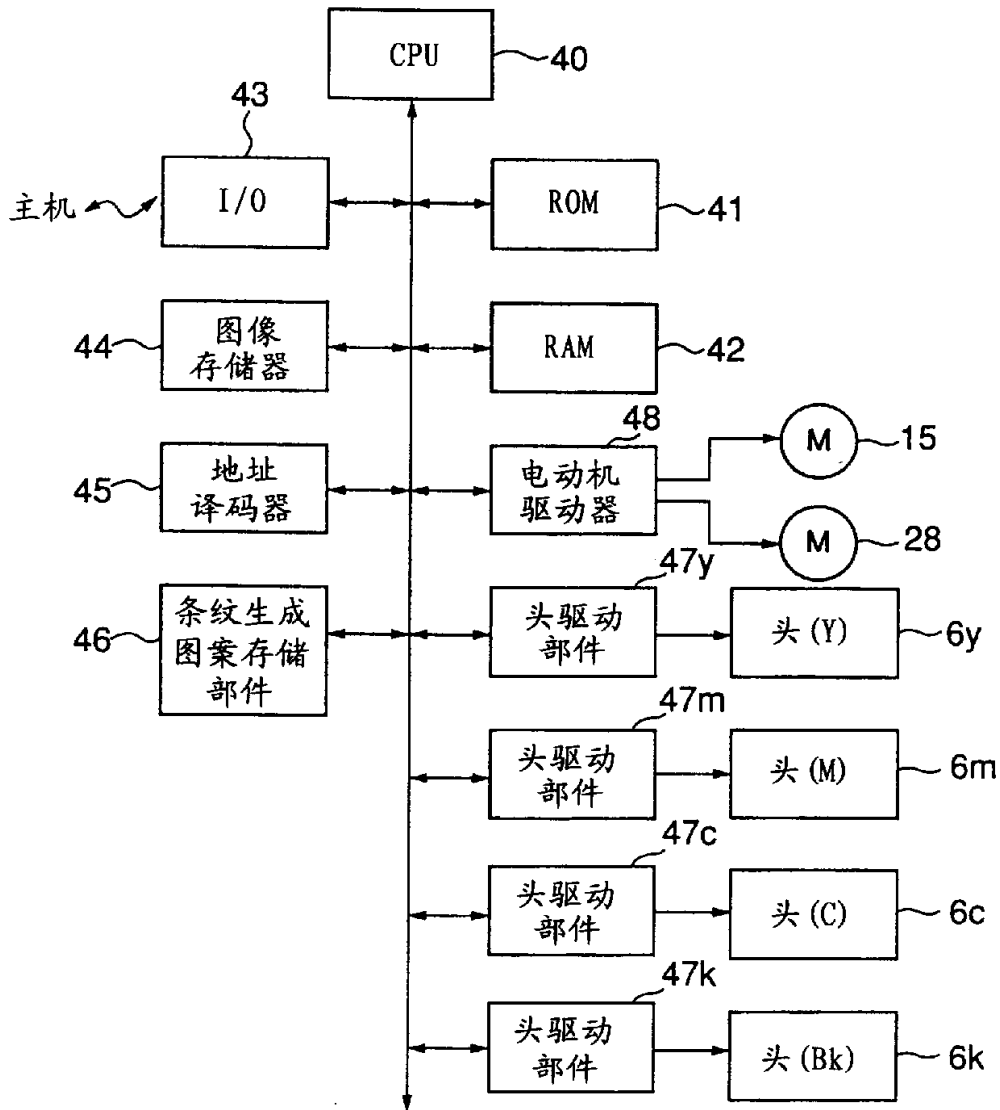 CPU
40
43
主机
I/O
ROM
41
44
图像
存储器
RAM
42
48
45
地址
译码器
电动机
驱动器
M
15
M
28
47y
46
条纹生成
图案存储
部件
头驱动
部件
头(Y)
6y
47m
头驱动
部件
头(M)
6m
47c
头驱动
部件
头(C)
6c
47k
头驱动
部件
头(Bk)
6k